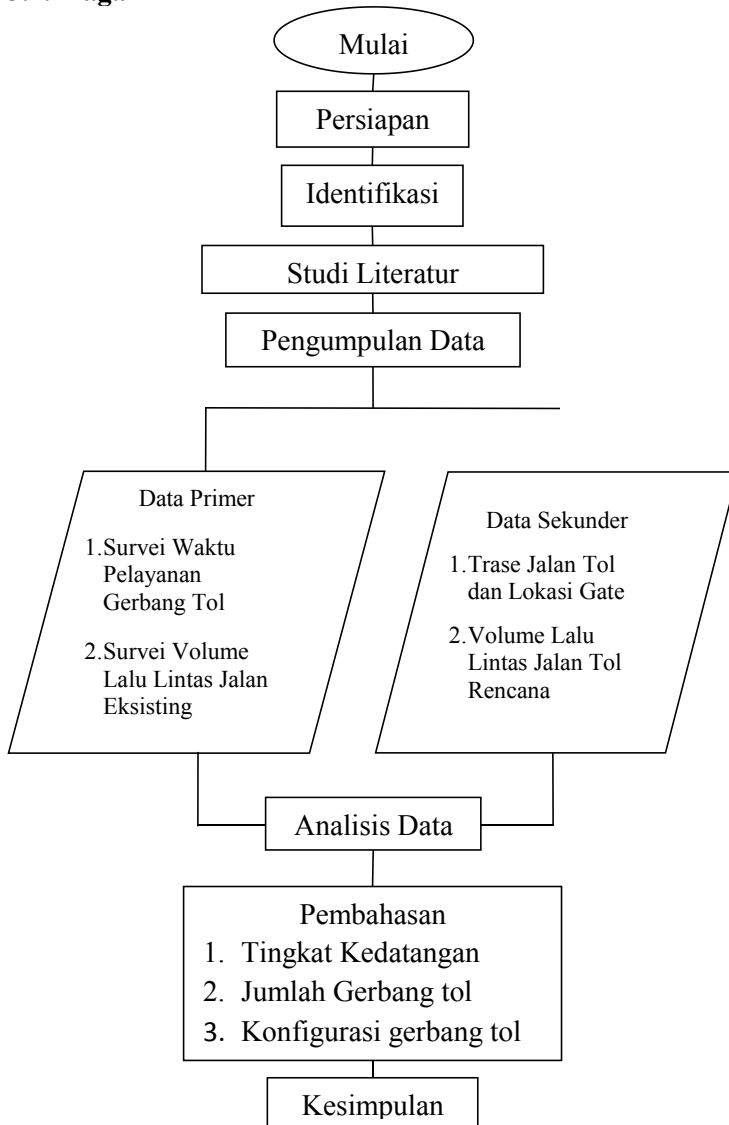 Mulai
Persiapan
Identifikasi
Studi Literatur
Pengumpulan Data
Data Primer
1.Survei Waktu
Pelayanan
Gerbang Tol
2.Survei Volume
Lalu Lintas Jalan
Eksisting
Data Sekunder
1.Trase Jalan Tol
dan Lokasi Gate
2.Volume Lalu
Lintas Jalan Tol
Rencana
Analisis Data
Pembahasan
1. Tingkat Kedatangan
2. Jumlah Gerbang tol
3. Konfigurasi gerbang tol
Kesimpulan